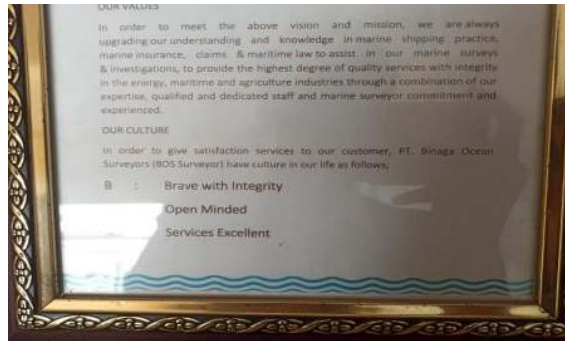 OUR VALUES
In order to meet the above vision and mission, we are always
upgrading our understanding and knowledge in marine shipping practice,
marine insurance, claims & maritime law to assist in our marine surveys
& investigations, to provide the highest degree of quality services with integrity
in the energy, maritime and agriculture industries through a combination of our
expertise, qualified and dedicated staff and marine surveyor commitment and
experienced.
OUR CULTURE
In order to give satisfaction services to our customer, PT. Binaga Ocean
Surveyors (BOS Surveyor) have culture in our life as follows;
B : Brave with Integrity
Open Minded
Services Excellent